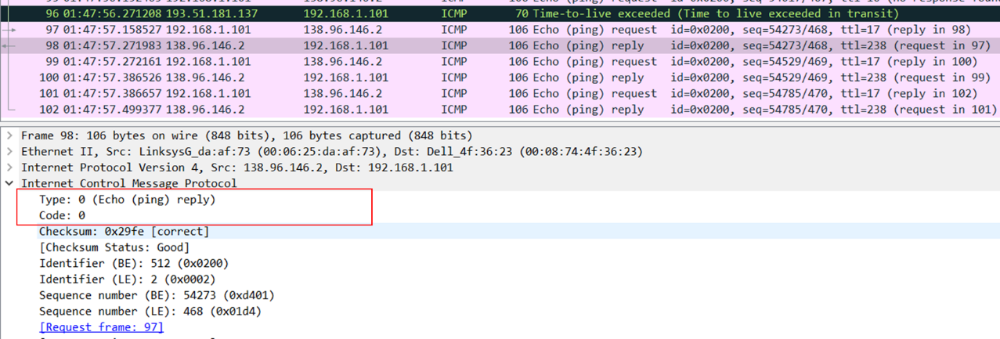 96 01:47:56.271208 193.51.181.137 192.168.1.101 ICMP 70 Time-to-live exceeded (Time to live exceeded in transit)
97 01:47:57.158527 192.168.1.101 138.96.146.2 ICMP 106 Echo (ping) request id=0x0200, seq=54273/468, ttl=17 (reply in 98)
98 01:47:57.271983 138.96.146.2 192.168.1.101 ICMP 106 Echo (ping) reply id=0x0200, seq=54273/468, ttl=238 (request in 97)
99 01:47:57.272161 192.168.1.101 138.96.146.2 ICMP 106 Echo (ping) request id=0x0200, seq=54529/469, ttl=17 (reply in 100)
100 01:47:57.386526 138.96.146.2 192.168.1.101 ICMP 106 Echo (ping) reply id=0x0200, seq=54529/469, ttl=238 (request in 99)
101 01:47:57.386657 192.168.1.101 138.96.146.2 ICMP 106 Echo (ping) request id=0x0200, seq=54785/470, ttl=17 (reply in 102)
102 01:47:57.499377 138.96.146.2 192.168.1.101 ICMP 106 Echo (ping) reply id=0x0200, seq=54785/470, ttl=238 (request in 101)
Frame 98: 106 bytes on wire (848 bits), 106 bytes captured (848 bits)
Ethernet II, Src: LinksysG_da:af:73 (00:06:25:da:af:73), Dst: Dell_4f:36:23 (00:08:74:4f:36:23)
Internet Protocol Version 4, Src: 138.96.146.2, Dst: 192.168.1.101
Internet Control Message Protocol
Type: 0 (Echo (ping) reply)
Code: 0
Checksum: 0x29fe [correct]
[Checksum Status: Good]
Identifier (BE): 512 (0x0200)
Identifier (LE): 2 (0x0002)
Sequence number (BE): 54273 (0xd401)
Sequence number (LE): 468 (0x01d4)
[Request frame: 97]